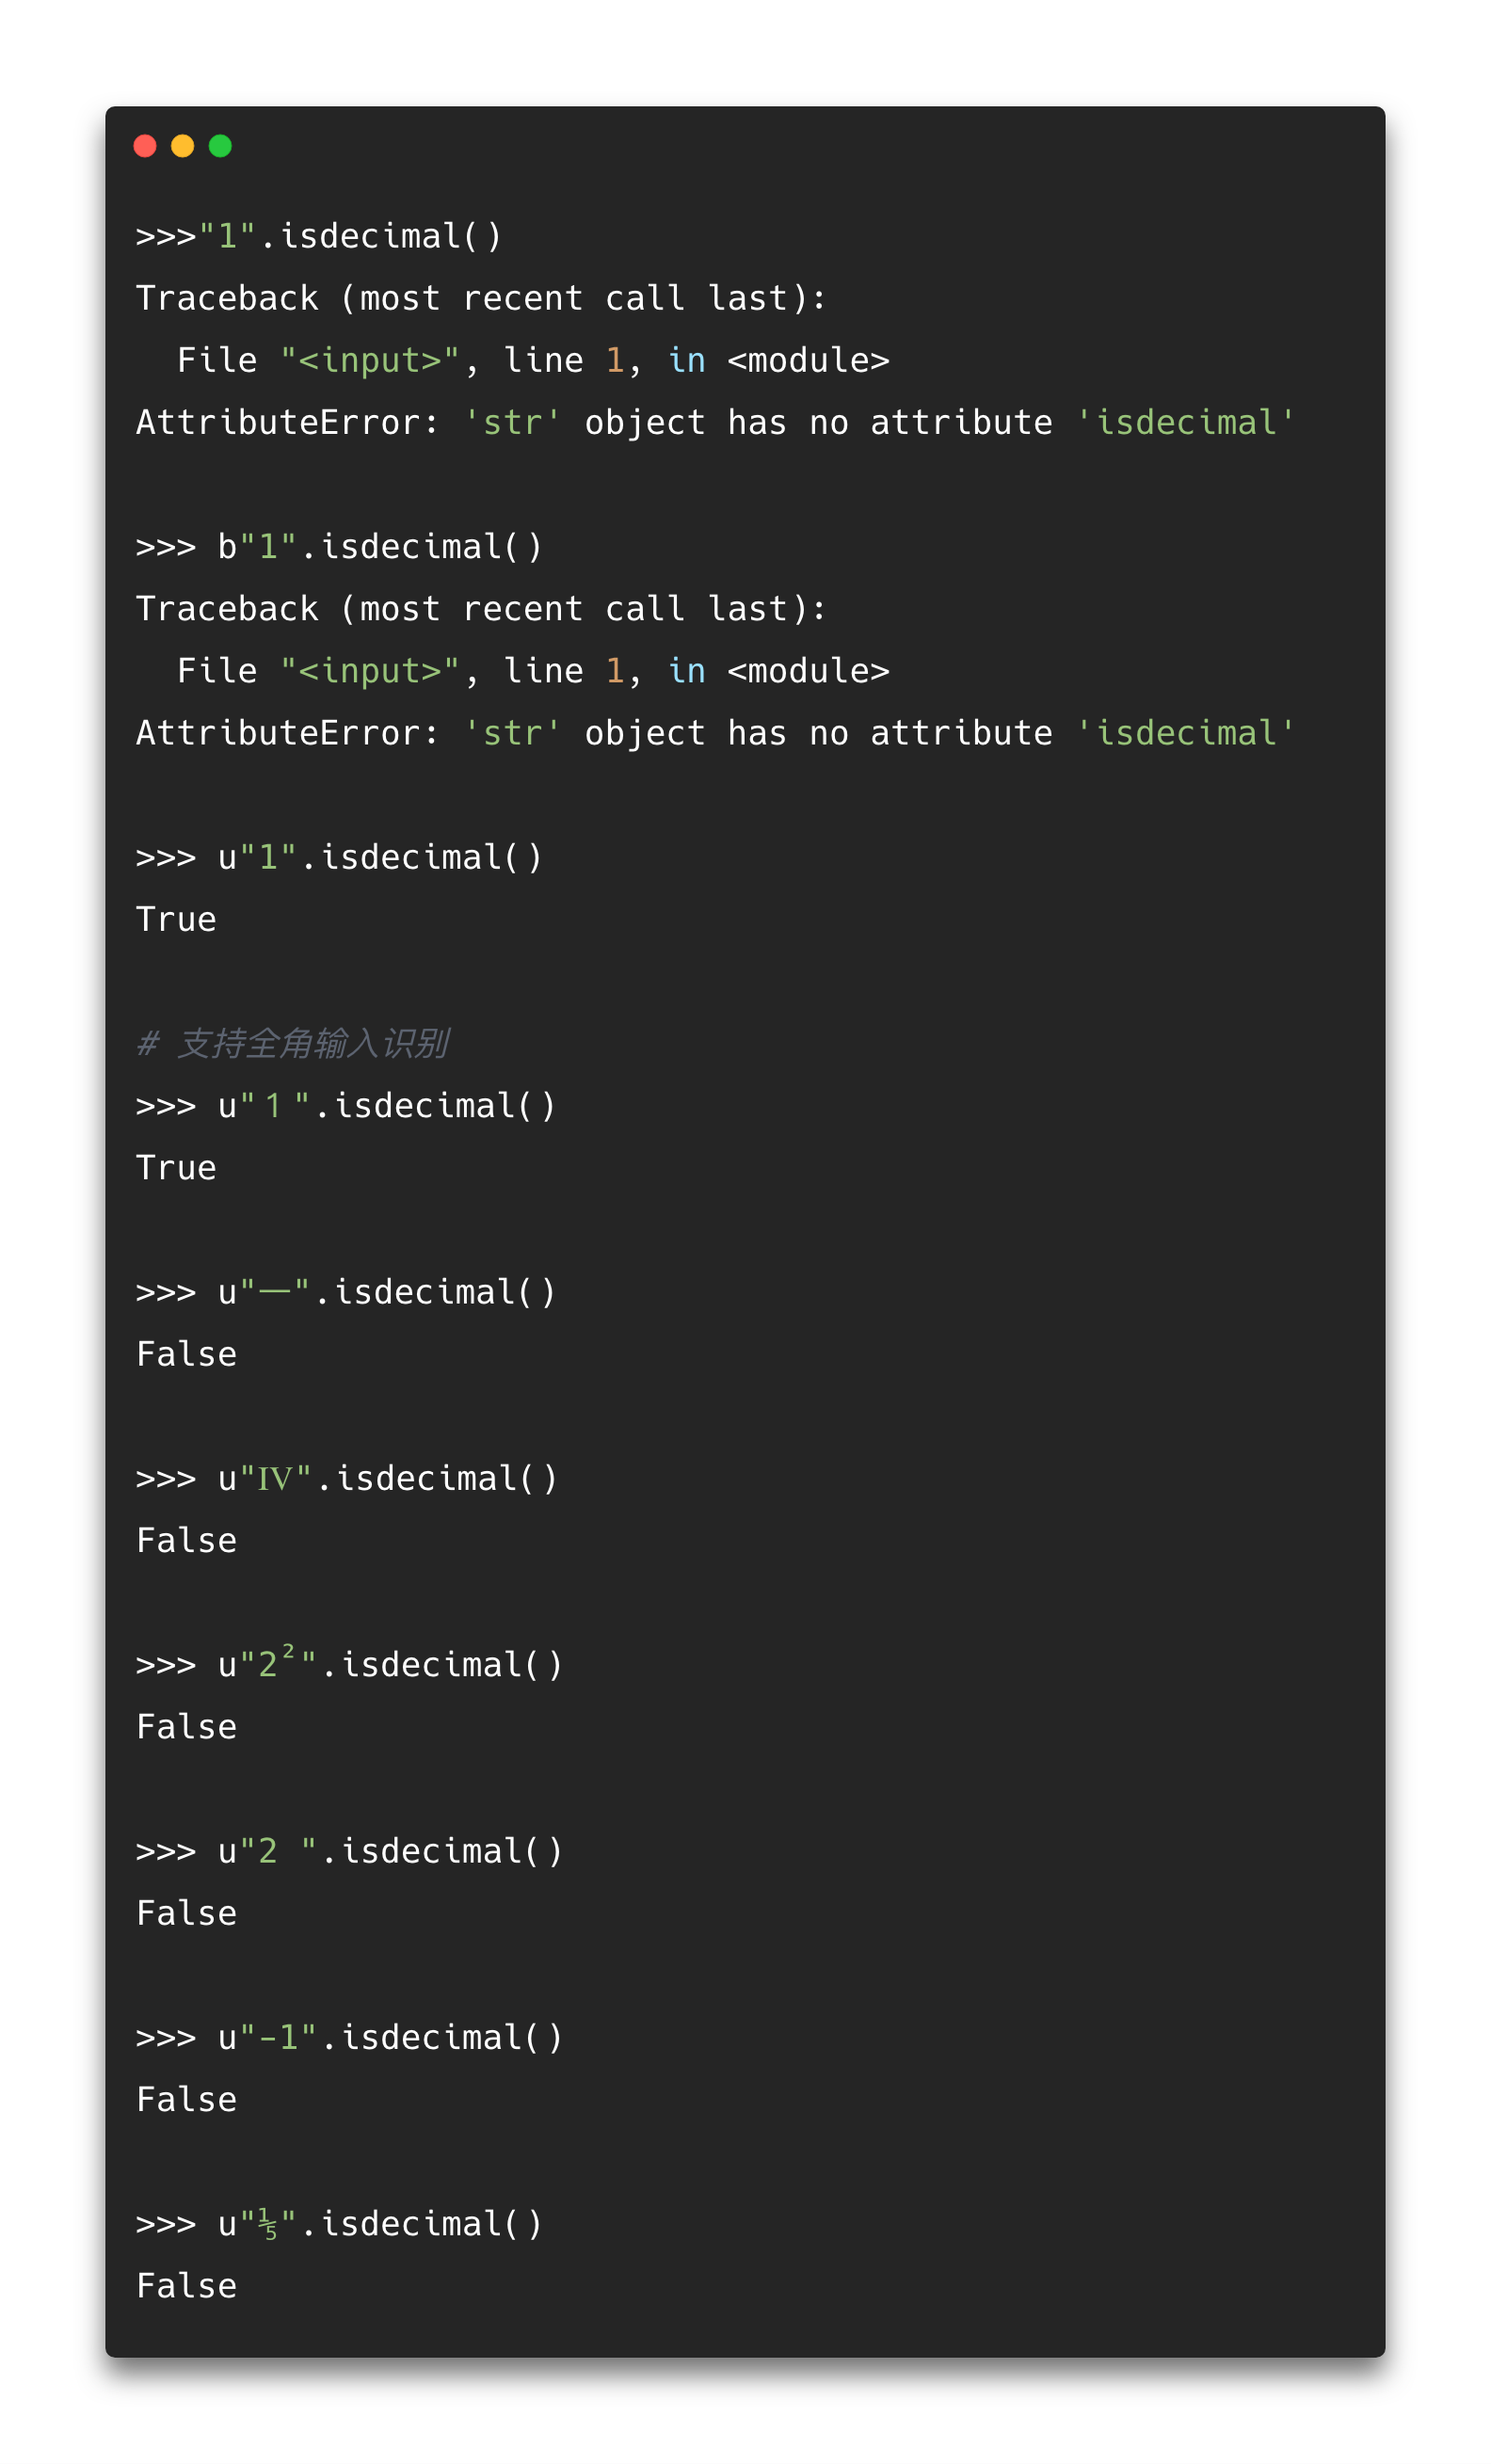 >>>"1".isdecimal()
Traceback (most recent call last):
  File "<input>", line 1, in <module>
AttributeError: 'str' object has no attribute 'isdecimal'
>>> b"1".isdecimal()
Traceback (most recent call last):
  File "<input>", line 1, in <module>
AttributeError: 'str' object has no attribute 'isdecimal'
>>> u"1".isdecimal()
True
# 支持全角输入识别
>>> u"１".isdecimal()
True
>>> u"一".isdecimal()
False
>>> u"Ⅳ".isdecimal()
False
>>> u"2²".isdecimal()
False
>>> u"2 ".isdecimal()
False
>>> u"-1".isdecimal()
False
>>> u"⅕".isdecimal()
False